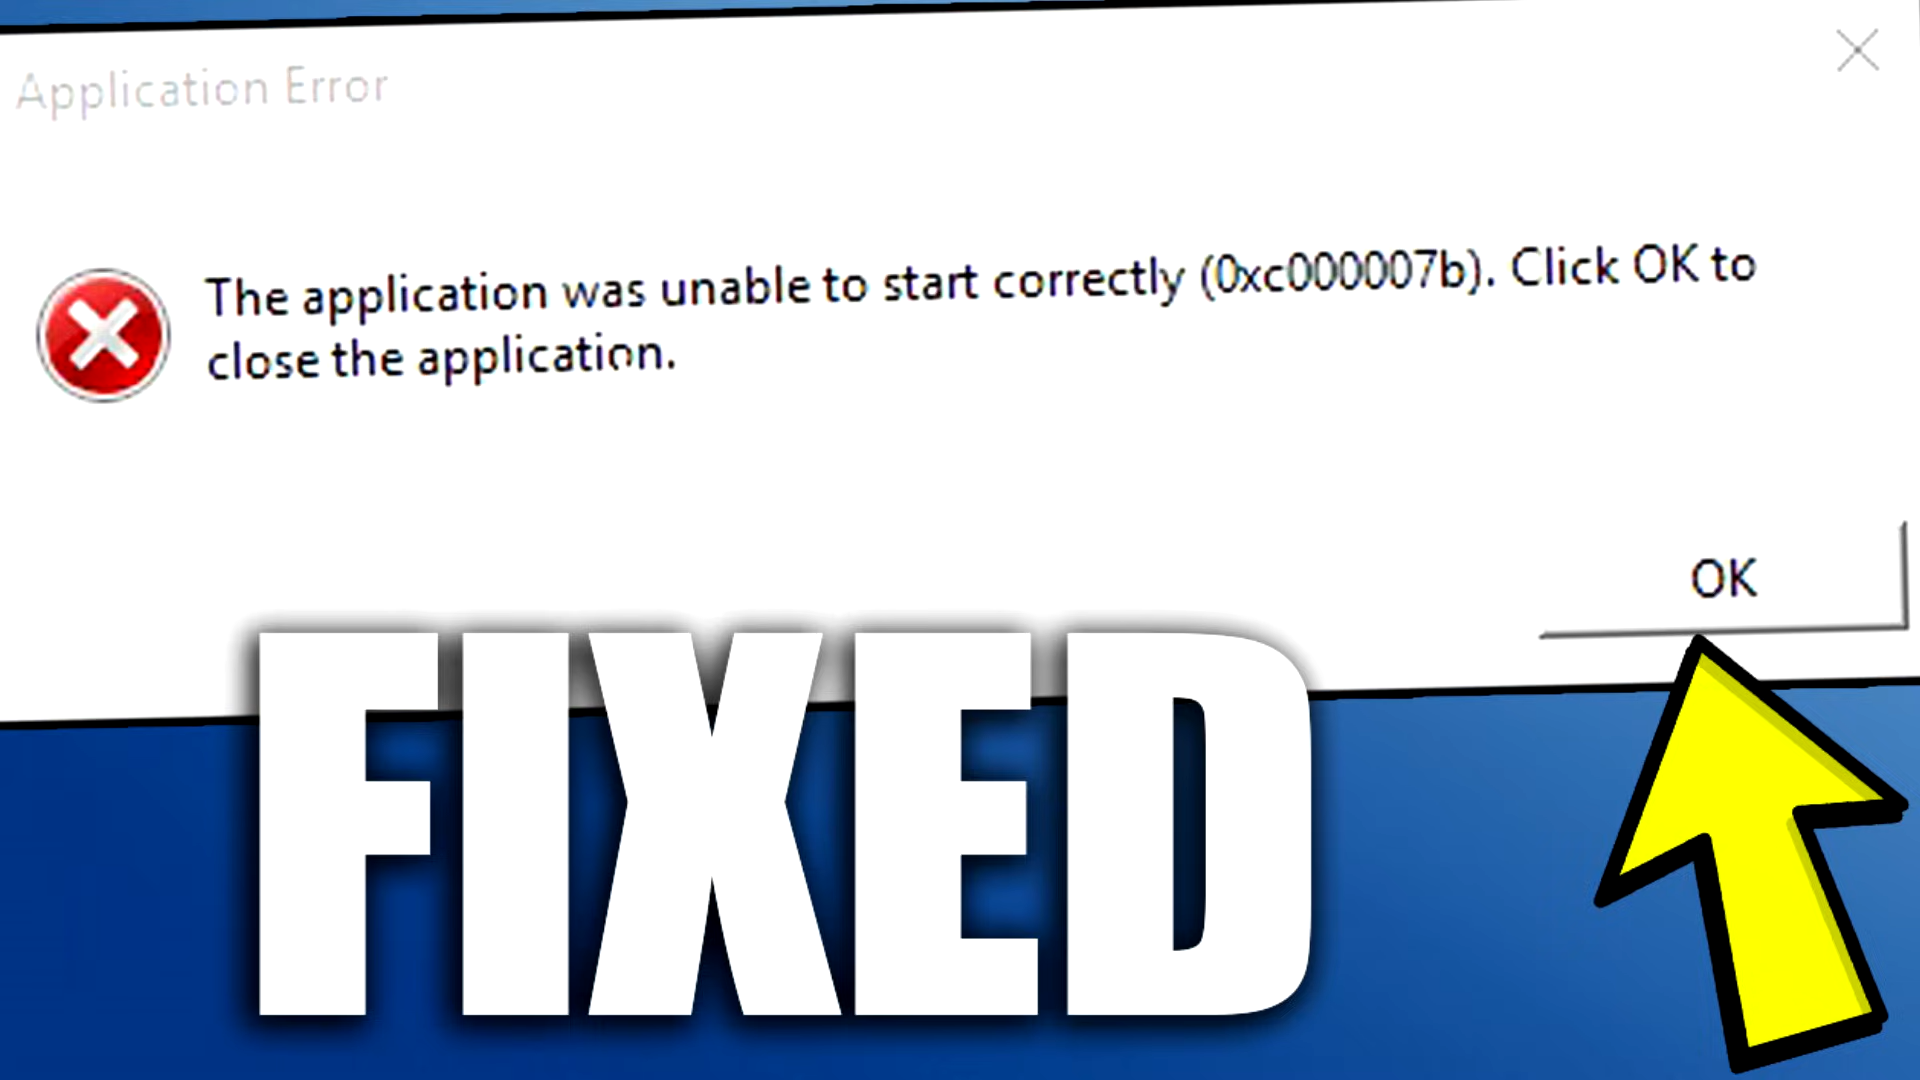 Application Error
The application was unable to start correctly (0xc000007b). Click OK to
close the application.
OK
FIXED